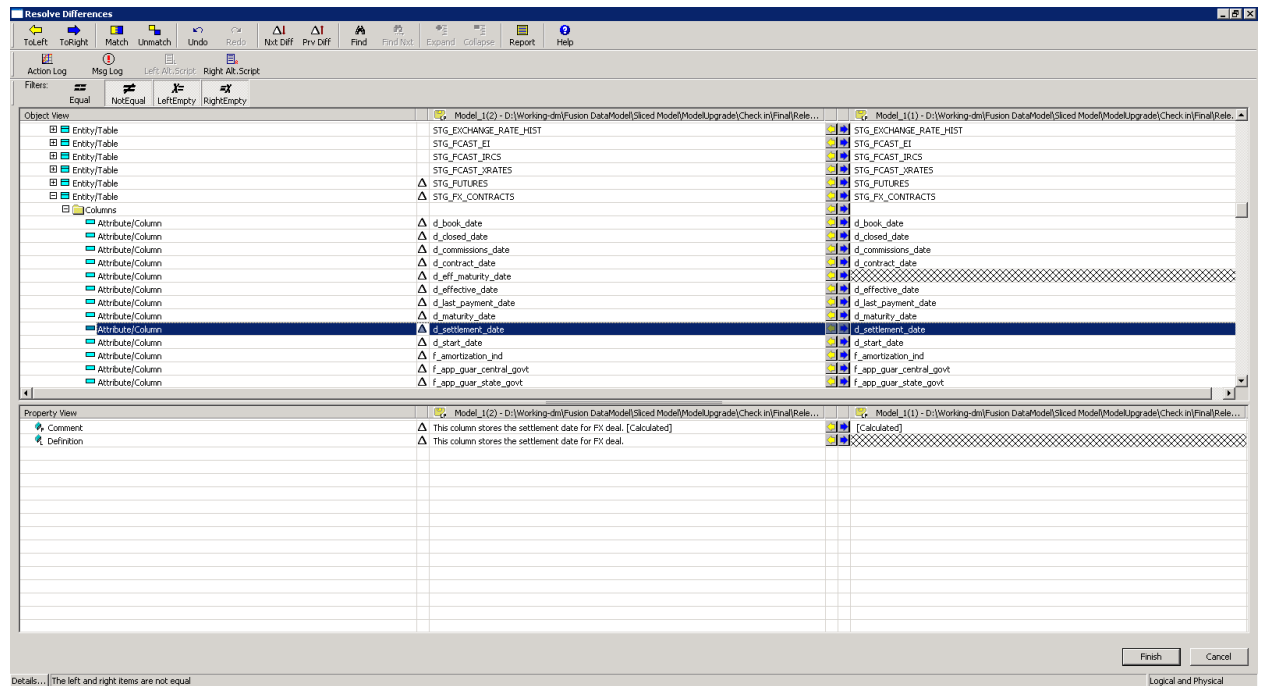 Resolve Differences
ToLeft ToRight Match Unmatch Undo Redo Nxt Diff Prv Diff Find Find Nxt Expand Collapse Report Help
Action Log Msg Log Left Alt.Script Right Alt.Script
Filters: Equal NotEqual LeftEmpty RightEmpty
Object View Model_1(2) - D:\Working-dm\Fusion DataModel\Sliced Model\ModelUpgrade\Check in\Final\Rele... Model_1(1) - D:\Working-dm\Fusion DataModel\Sliced Model\ModelUpgrade\Check in\Final\Rele...
Entity/Table STG_EXCHANGE_RATE_HIST STG_EXCHANGE_RATE_HIST
Entity/Table STG_FCAST_EI STG_FCAST_EI
Entity/Table STG_FCAST_IRCS STG_FCAST_IRCS
Entity/Table STG_FCAST_XRATES STG_FCAST_XRATES
Entity/Table Δ STG_FUTURES STG_FUTURES
Entity/Table Δ STG_FX_CONTRACTS STG_FX_CONTRACTS
Columns
Attribute/Column Δ d_book_date d_book_date
Attribute/Column Δ d_closed_date d_closed_date
Attribute/Column Δ d_commissions_date d_commissions_date
Attribute/Column Δ d_contract_date d_contract_date
Attribute/Column Δ d_eff_maturity_date
Attribute/Column Δ d_effective_date d_effective_date
Attribute/Column Δ d_last_payment_date d_last_payment_date
Attribute/Column Δ d_maturity_date d_maturity_date
Attribute/Column Δ d_settlement_date d_settlement_date
Attribute/Column Δ d_start_date d_start_date
Attribute/Column Δ f_amortization_ind f_amortization_ind
Attribute/Column Δ f_app_guar_central_govt f_app_guar_central_govt
Attribute/Column Δ f_app_guar_state_govt f_app_guar_state_govt
Property View Model_1(2) - D:\Working-dm\Fusion DataModel\Sliced Model\ModelUpgrade\Check in\Final\Rele... Model_1(1) - D:\Working-dm\Fusion DataModel\Sliced Model\ModelUpgrade\Check in\Final\Rele...
Comment Δ This column stores the settlement date for FX deal. [Calculated] [Calculated]
Definition Δ This column stores the settlement date for FX deal.
Finish Cancel
Details... The left and right items are not equal Logical and Physical